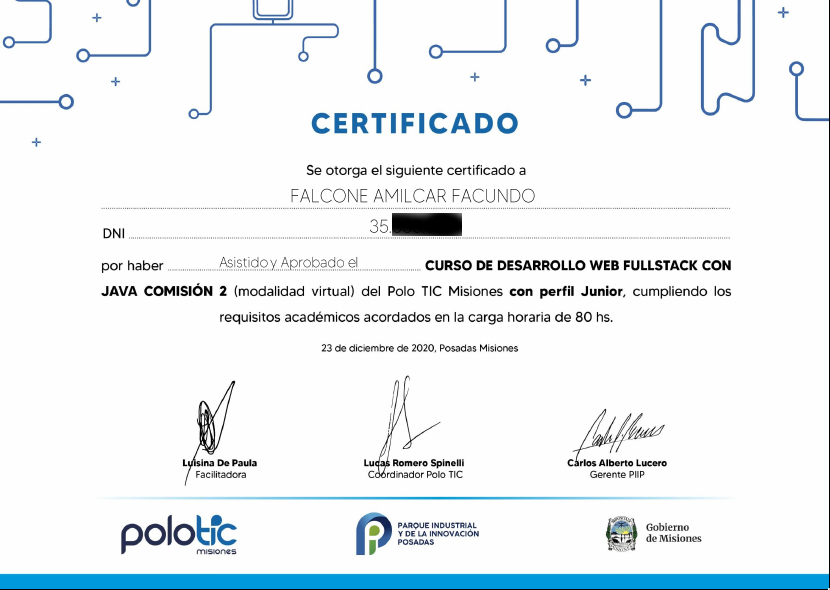 CERTIFICADO
Se otorga el siguiente certificado a
FALCONE AMILCAR FACUNDO
DNI 35.
por haber Asistido y Aprobado el CURSO DE DESARROLLO WEB FULLSTACK CON
JAVA COMISIÓN 2 (modalidad virtual) del Polo TIC Misiones con perfil Junior, cumpliendo los
requisitos académicos acordados en la carga horaria de 80 hs.
23 de diciembre de 2020, Posadas Misiones
Luisina De Paula
Facilitadora
Lucas Romero Spinelli
Coordinador Polo TIC
Carlos Alberto Lucero
Gerente PIIP
polotic
misiones
PARQUE INDUSTRIAL
Y DE LA INNOVACIÓN
POSADAS
Gobierno
de Misiones